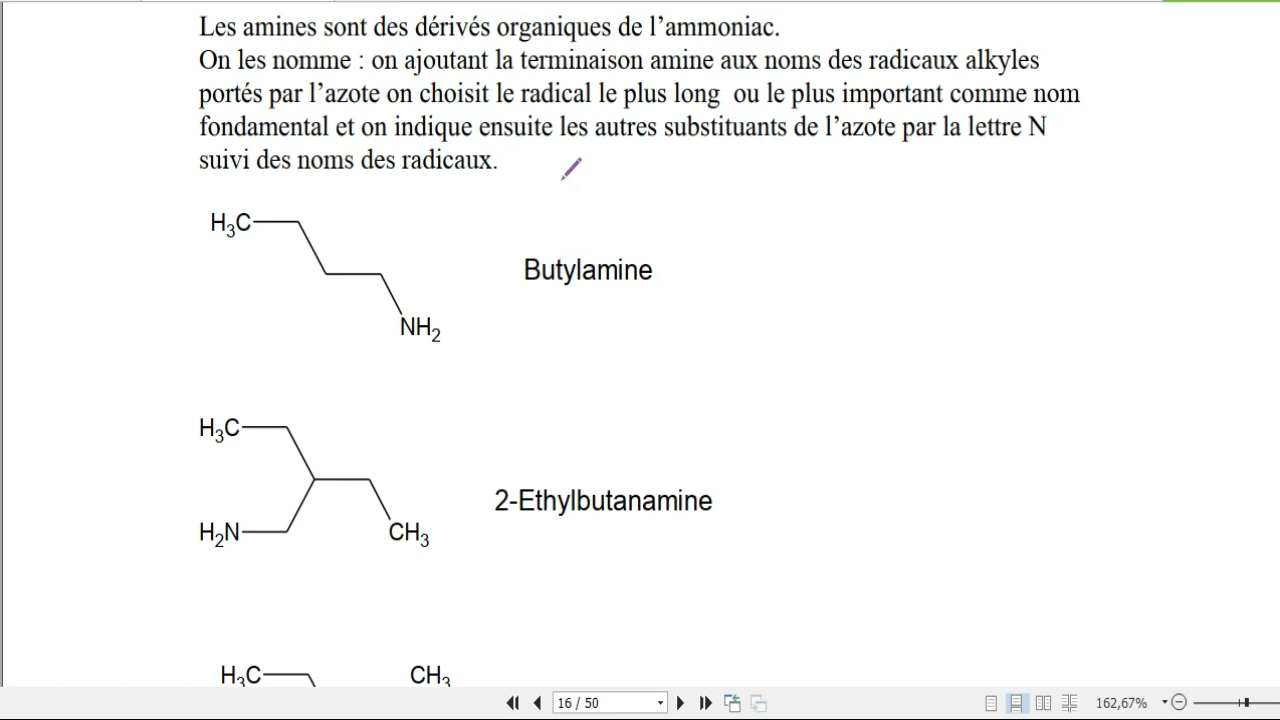 Les amines sont des dérivés organiques de l’ammoniac.
On les nomme : on ajoutant la terminaison amine aux noms des radicaux alkyles
portés par l’azote on choisit le radical le plus long ou le plus important comme nom
fondamental et on indique ensuite les autres substituants de l’azote par la lettre N
suivi des noms des radicaux.
H₃C
Butylamine
NH₂
H₃C
2-Ethylbutanamine
H₂N CH₃
H₃C CH₃
16 / 50 162,67%